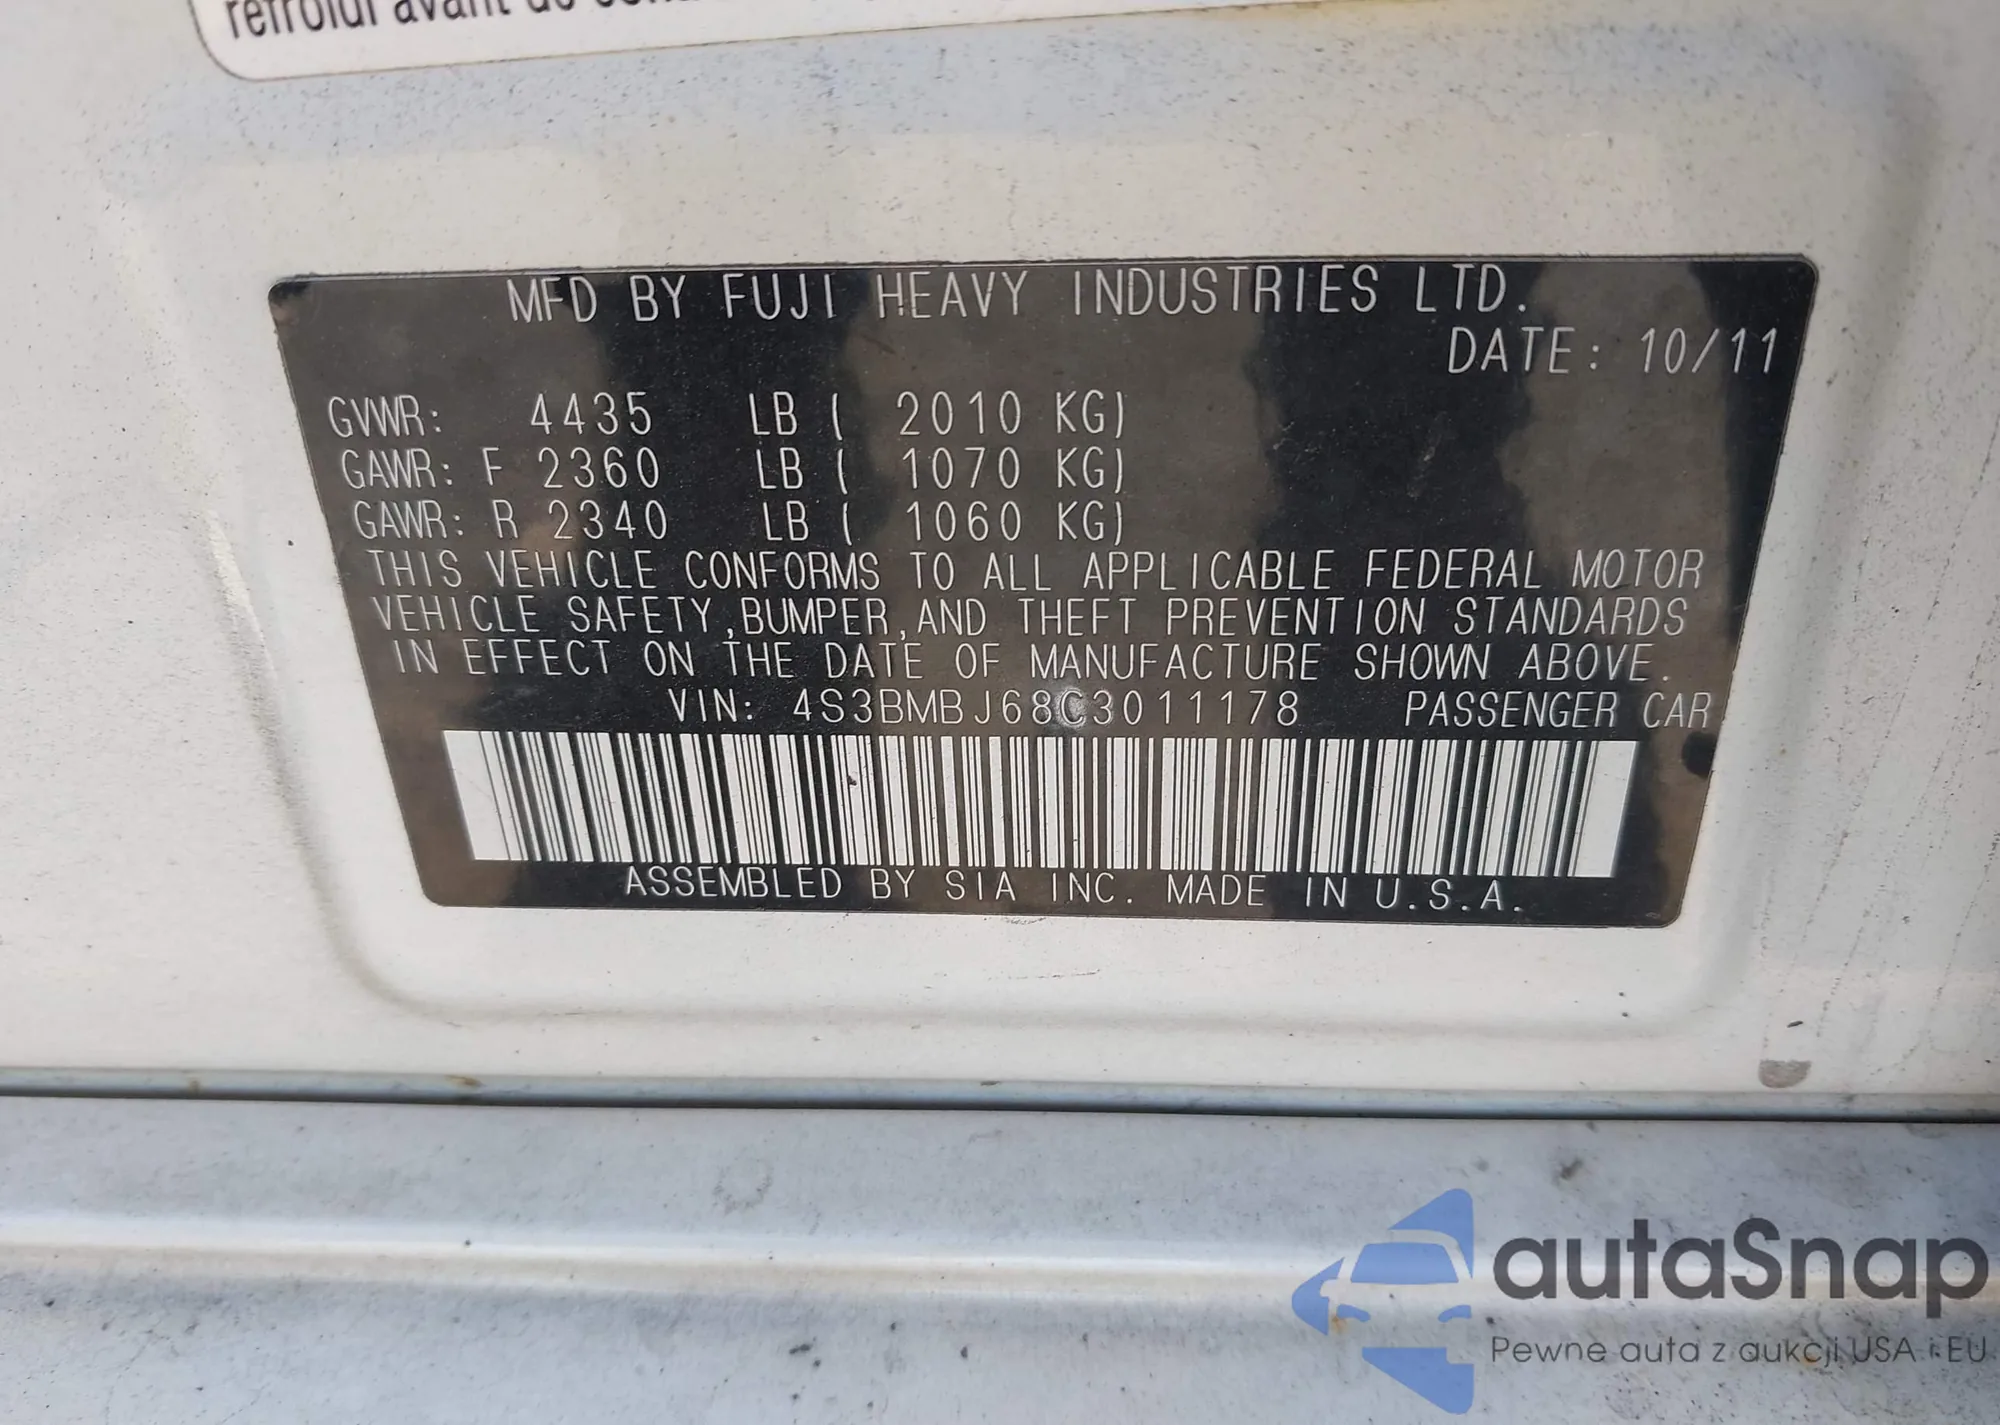 refroidi avant de
MFD BY FUJI HEAVY INDUSTRIES LTD.
DATE: 10/11
GVWR: 4435 LB ( 2010 KG)
GAWR: F 2360 LB ( 1070 KG)
GAWR: R 2340 LB ( 1060 KG)
THIS VEHICLE CONFORMS TO ALL APPLICABLE FEDERAL MOTOR
VEHICLE SAFETY,BUMPER,AND THEFT PREVENTION STANDARDS
IN EFFECT ON THE DATE OF MANUFACTURE SHOWN ABOVE.
VIN: 4S3BMBJ68C3011178 PASSENGER CAR
ASSEMBLED BY SIA INC. MADE IN U.S.A.
autaSnap
Pewne auta z aukcji USA i EU